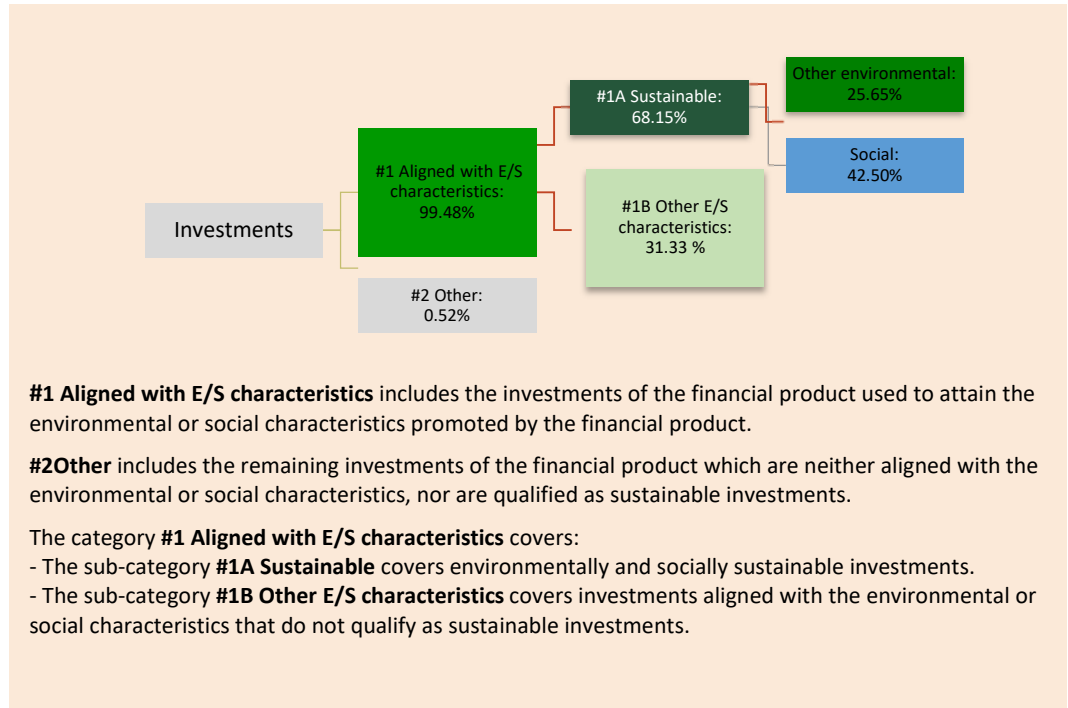 Other environmental:
25.65%
#1A Sustainable:
68.15%
Social:
42.50%
#1 Aligned with E/S
characteristics:
99.48%
#1B Other E/S
characteristics:
31.33 %
Investments
#2 Other:
0.52%
#1 Aligned with E/S characteristics includes the investments of the financial product used to attain the
environmental or social characteristics promoted by the financial product.
#2Other includes the remaining investments of the financial product which are neither aligned with the
environmental or social characteristics, nor are qualified as sustainable investments.
The category #1 Aligned with E/S characteristics covers:
- The sub-category #1A Sustainable covers environmentally and socially sustainable investments.
- The sub-category #1B Other E/S characteristics covers investments aligned with the environmental or
social characteristics that do not qualify as sustainable investments.